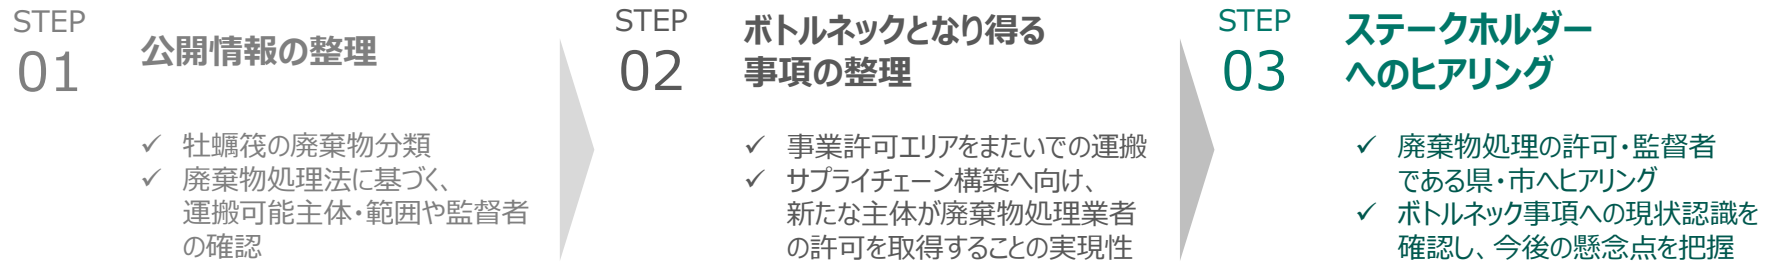 STEP
01
公開情報の整理
✓ 牡蠣筏の廃棄物分類
✓ 廃棄物処理法に基づく、
運搬可能主体・範囲や監督者
の確認
STEP
02
ボトルネックとなり得る
事項の整理
✓ 事業許可エリアをまたいでの運搬
✓ サプライチェーン構築へ向け、
新たな主体が廃棄物処理業者
の許可を取得することの実現性
STEP
03
ステークホルダー
へのヒアリング
✓ 廃棄物処理の許可・監督者
である県・市へヒアリング
✓ ボトルネック事項への現状認識を
確認し、今後の懸念点を把握